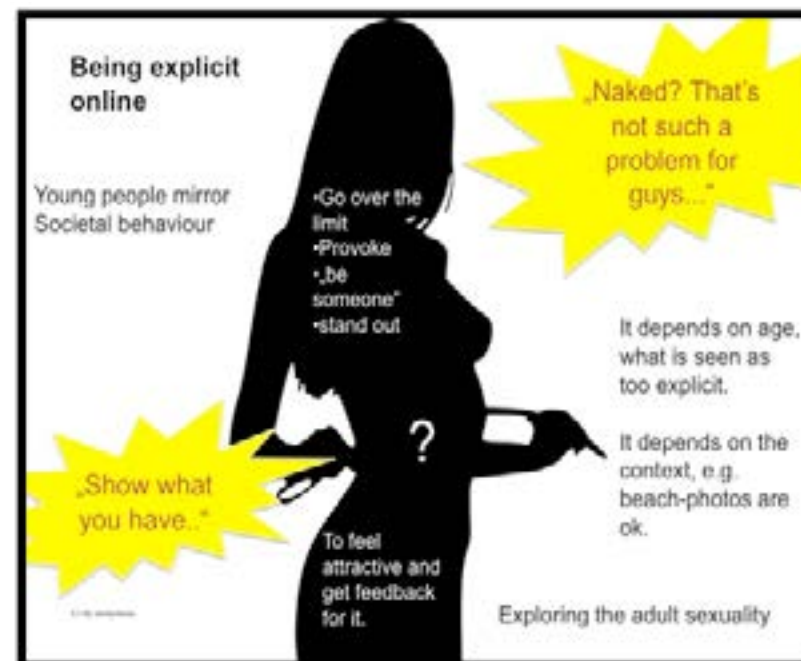 Being explicit
online
„Naked? That's
not such a
problem for
guys..."
Young people mirror
Societal behaviour
•Go over the
limit
•Provoke
•„be
someone"
•stand out
It depends on age,
what is seen as
too explicit.
?
It depends on the
context, e.g.
beach-photos are
ok.
„Show what
you have.."
To feel
attractive and
get feedback
for it.
Exploring the adult sexuality